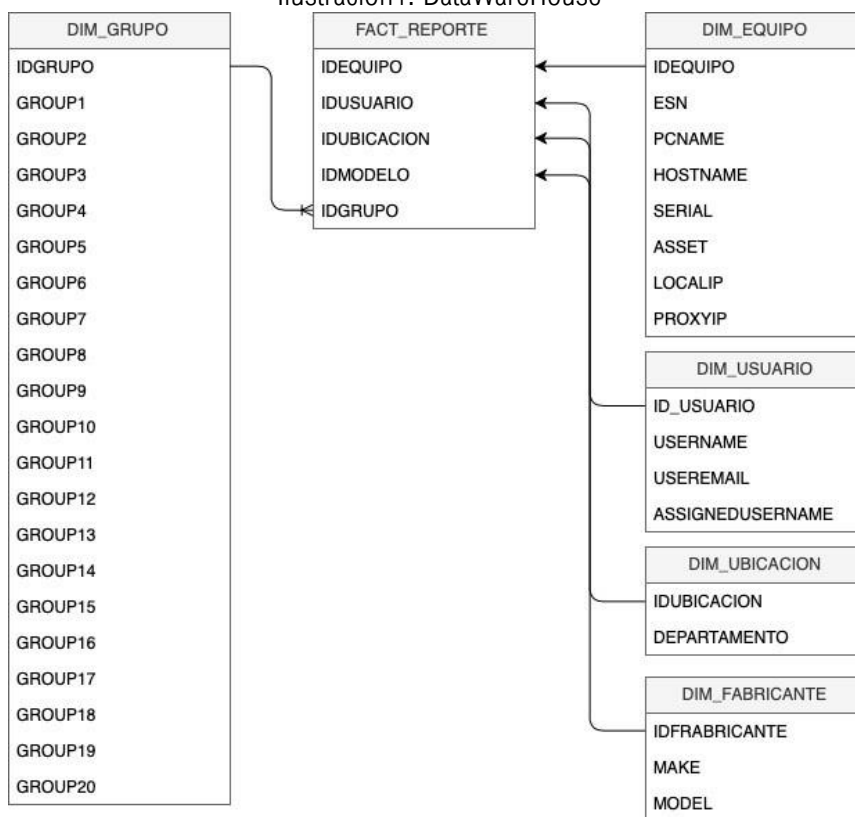 Ilustración1: DataWareHouse
DIM_GRUPO
IDGRUPO
GROUP1
GROUP2
GROUP3
GROUP4
GROUP5
GROUP6
GROUP7
GROUP8
GROUP9
GROUP10
GROUP11
GROUP12
GROUP13
GROUP14
GROUP15
GROUP16
GROUP17
GROUP18
GROUP19
GROUP20
FACT_REPORTE
IDEQUIPO
IDUSUARIO
IDUBICACION
IDMODELO
IDGRUPO
DIM_EQUIPO
IDEQUIPO
ESN
PCNAME
HOSTNAME
SERIAL
ASSET
LOCALIP
PROXYIP
DIM_USUARIO
ID_USUARIO
USERNAME
USEREMAIL
ASSIGNEDUSERNAME
DIM_UBICACION
IDUBICACION
DEPARTAMENTO
DIM_FABRICANTE
IDFRABRICANTE
MAKE
MODEL